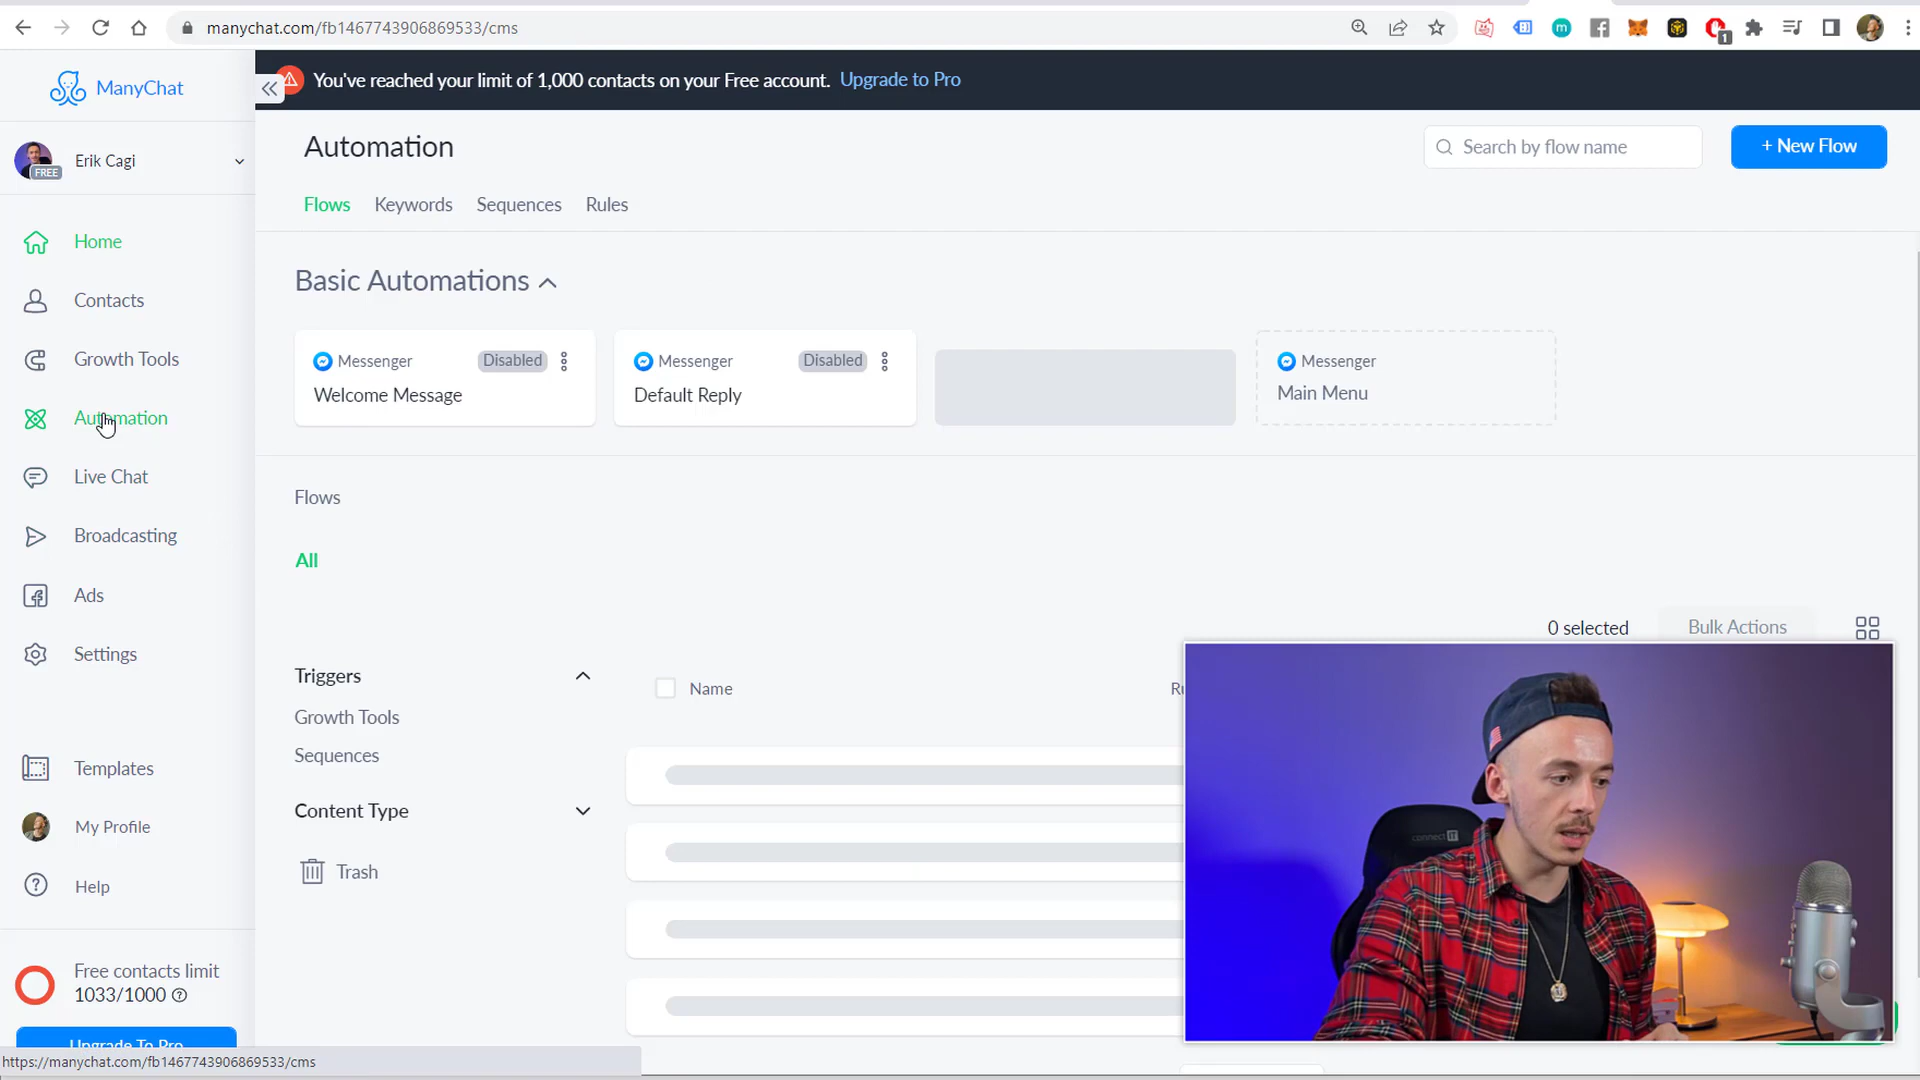 manychat.com/fb1467743906869533/cms
1
ManyChat
You've reached your limit of 1,000 contacts on your Free account. Upgrade to Pro
Erik Cagi
FREE
Automation
Search by flow name
+ New Flow
Flows Keywords Sequences Rules
Home
Contacts
Growth Tools
Automation
Live Chat
Broadcasting
Ads
Settings
Templates
My Profile
Help
Free contacts limit
1033/1000
Upgrade To Pro
Basic Automations
Messenger Disabled
Welcome Message
Messenger Disabled
Default Reply
Messenger
Main Menu
Flows
All
0 selected Bulk Actions
Triggers
Growth Tools
Sequences
Content Type
Trash
Name
connect IT
https://manychat.com/fb1467743906869533/cms